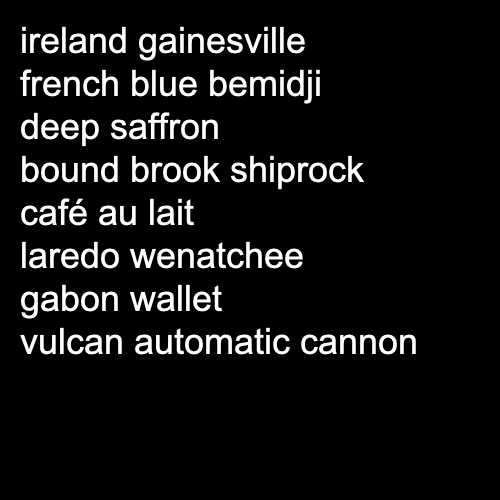 ireland gainesville
french blue bemidji
deep saffron
bound brook shiprock
café au lait
laredo wenatchee
gabon wallet
vulcan automatic cannon